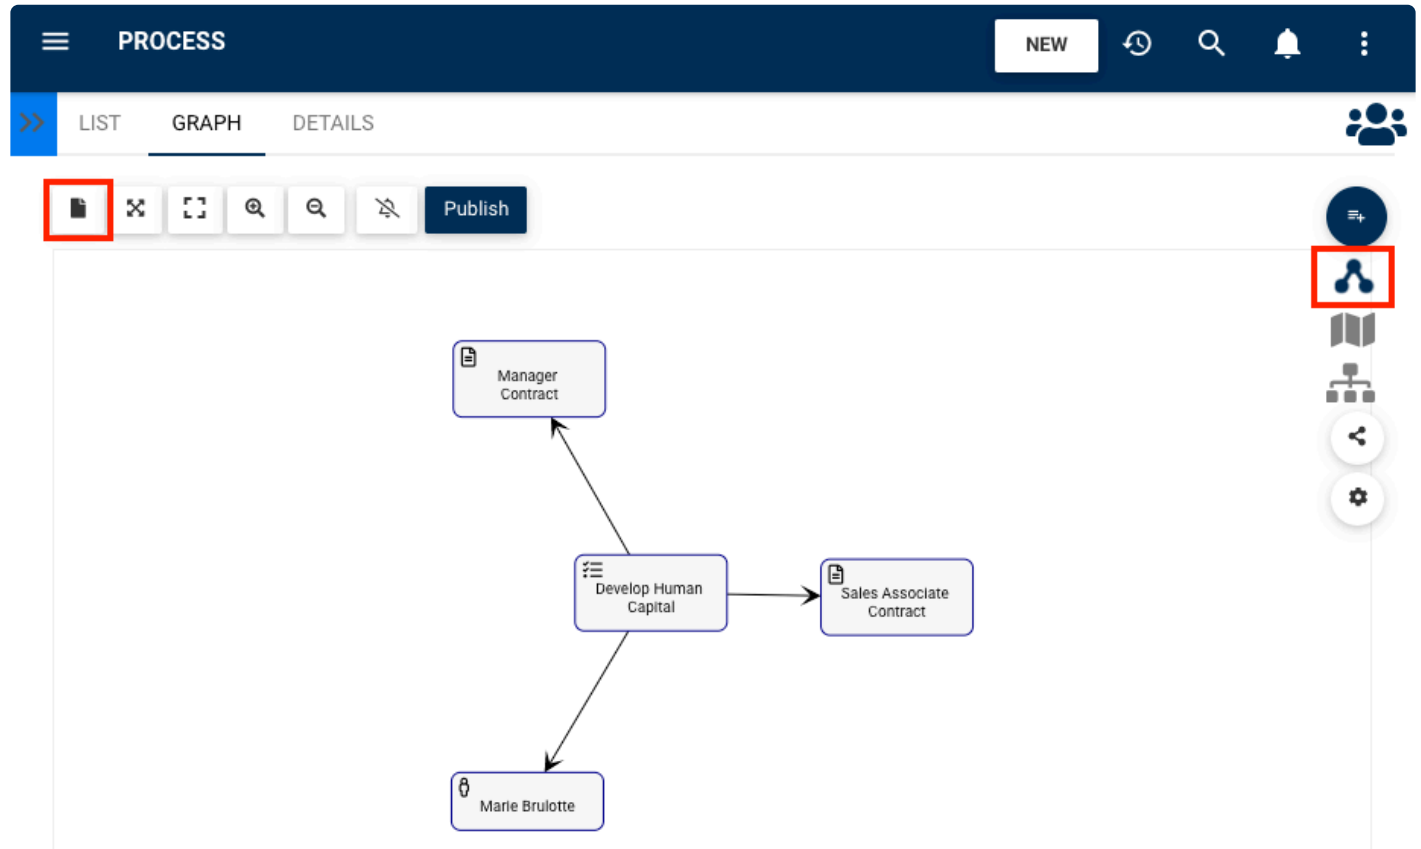 PROCESS
NEW
LIST
GRAPH
DETAILS
Publish
Manager
Contract
Develop Human
Capital
Sales Associate
Contract
Marie Brulotte